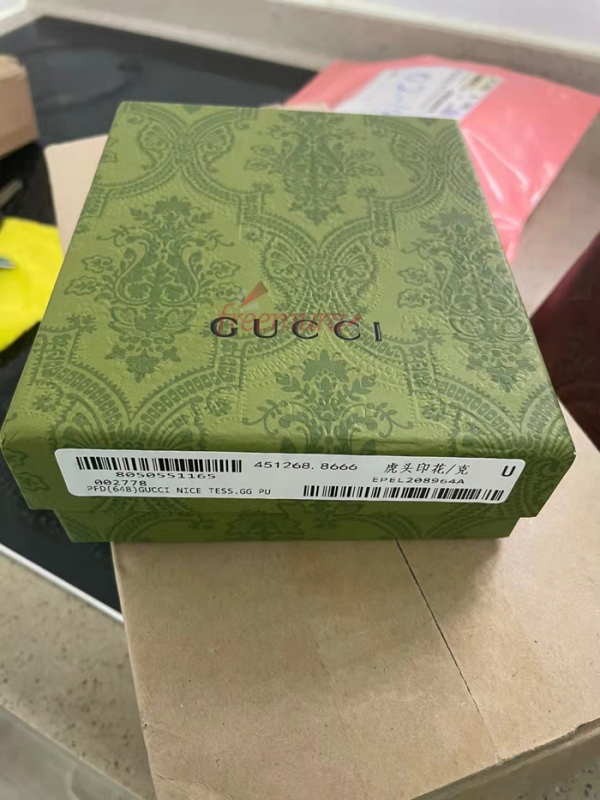 GUCCI
451268.8666 虎头印花/克 U
8050551165 EPEL208964A
002778
PFD(648)GUCCI NICE TESS.GG PU